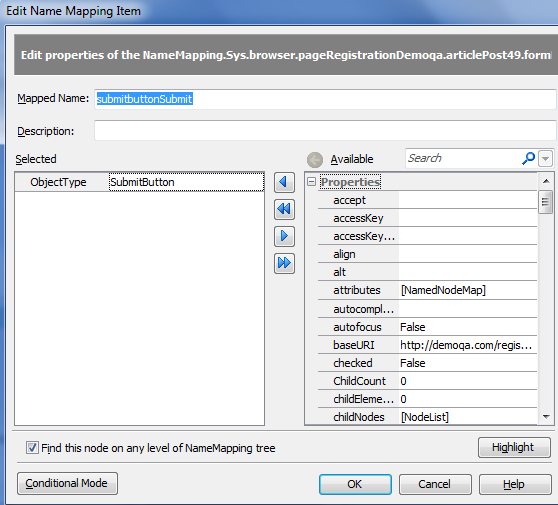 Edit Name Mapping Item
Edit properties of the NameMapping.Sys.browser.pageRegistrationDemoqa.articlePost49.form
Mapped Name: submitbuttonSubmit
Description:
Selected
Available Search
ObjectType SubmitButton
Properties
accept
accessKey
accessKey...
align
alt
attributes [NamedNodeMap]
autocompl...
autofocus False
baseURI http://demoqa.com/regis...
checked False
ChildCount 0
childEleme... 0
childNodes [NodeList]
Find this node on any level of NameMapping tree
Highlight
Conditional Mode OK Cancel Help